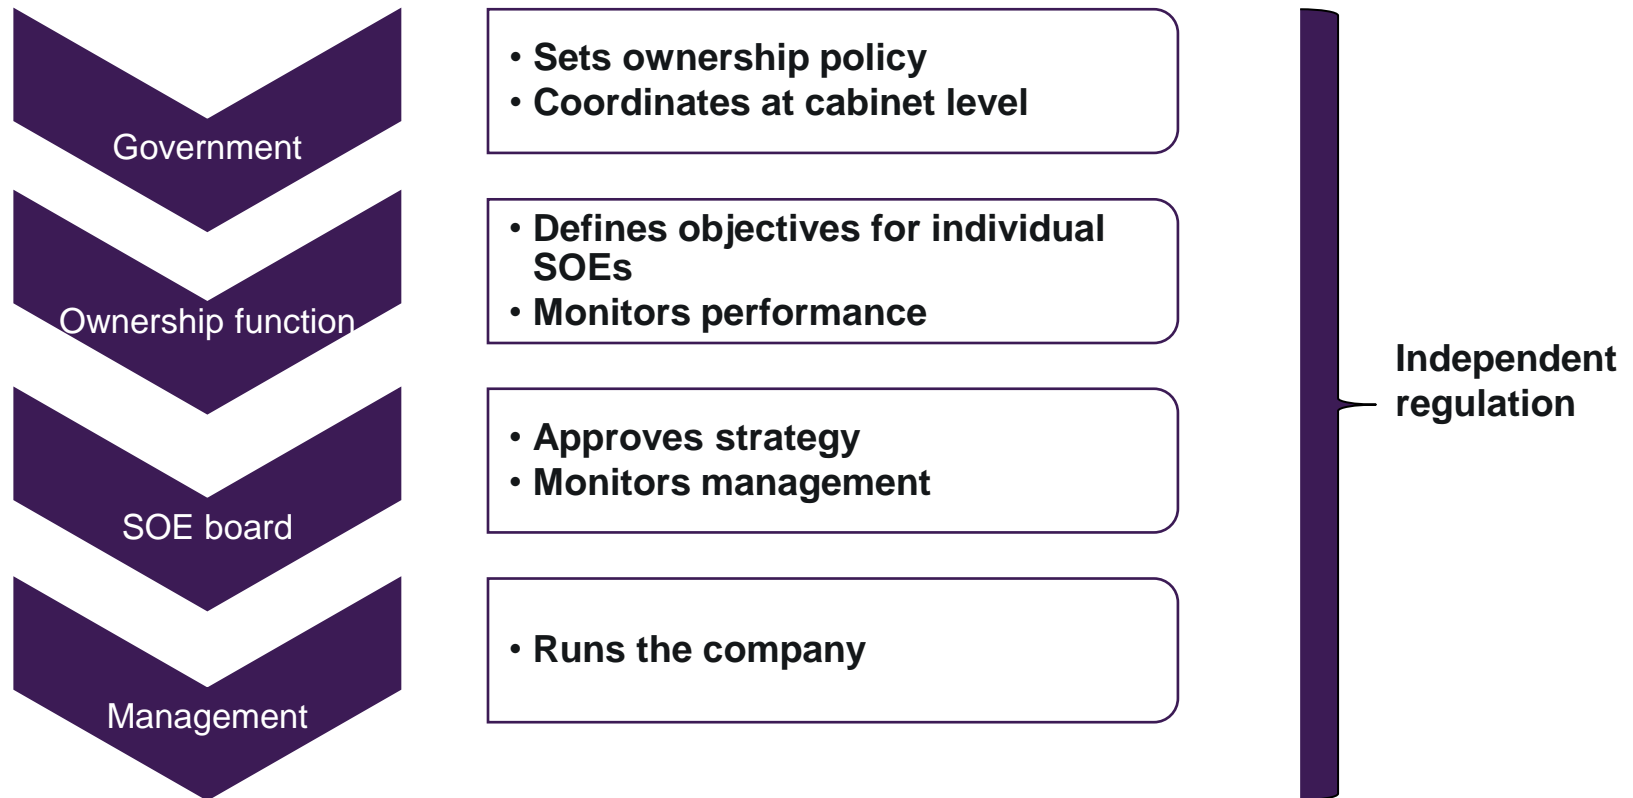 Government
• Sets ownership policy
• Coordinates at cabinet level
Ownership function
• Defines objectives for individual
SOEs
• Monitors performance
SOE board
• Approves strategy
• Monitors management
Management
• Runs the company
Independent
regulation